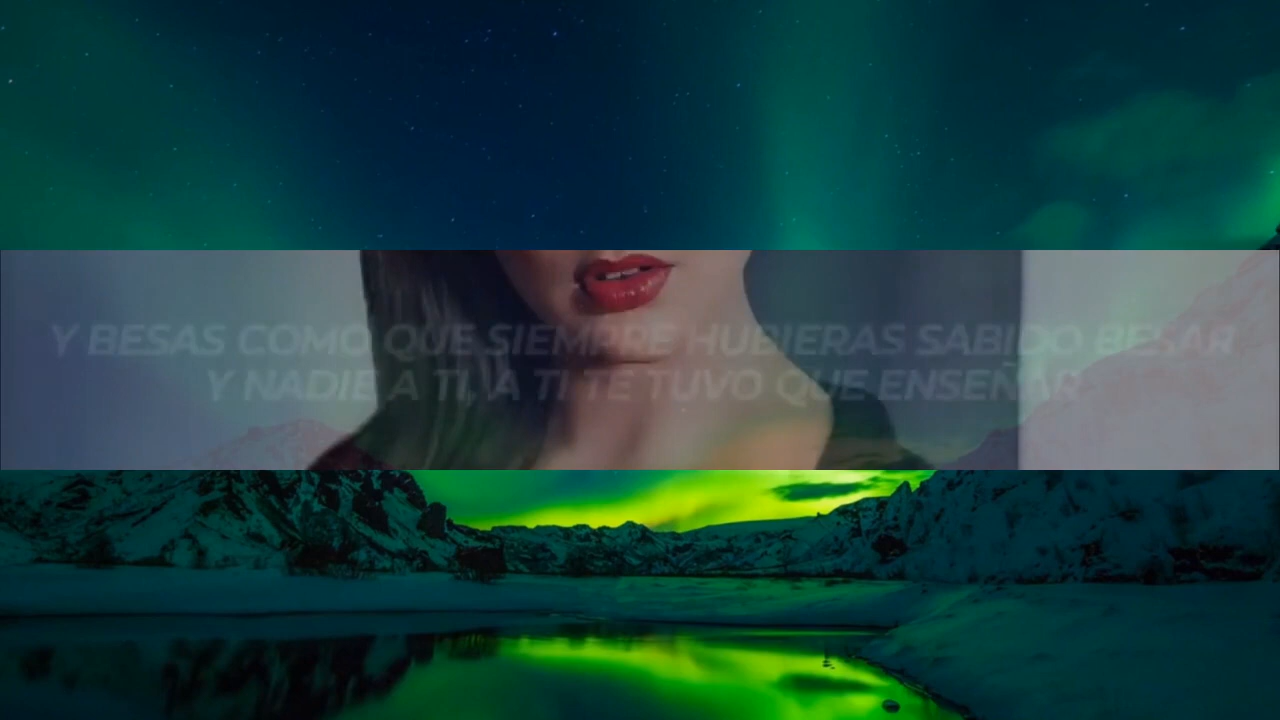 Y BESAS COMO QUE SIEMPRE HUBIERAS SABIDO BESAR
Y NADIE A TI, A TI TE TUVO QUE ENSEÑAR